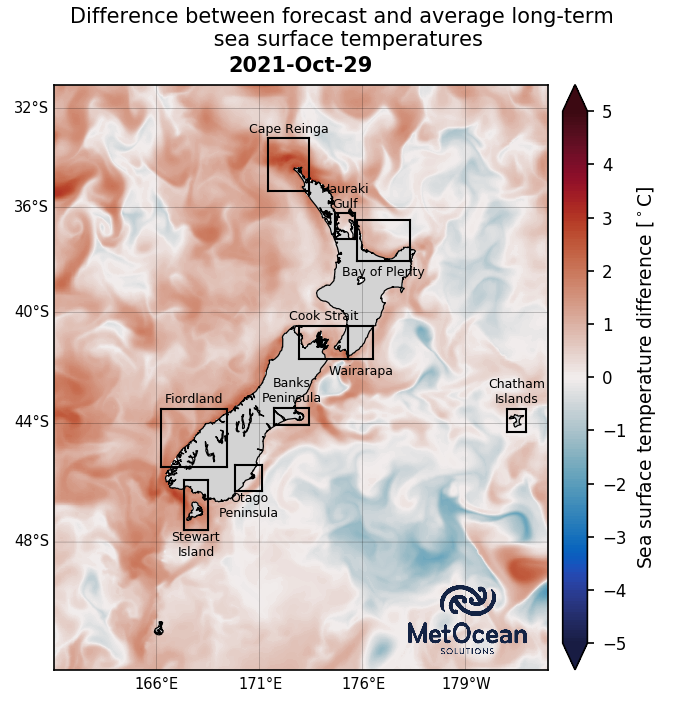 Difference between forecast and average long-term
sea surface temperatures
2021-Oct-29
32°S
36°S
40°S
44°S
48°S
166°E
171°E
176°E
179°W
Cape Reinga
Hauraki
Gulf
Bay of Plenty
Cook Strait
Wairarapa
Banks
Peninsula
Fiordland
Chatham
Islands
Otago
Peninsula
Stewart
Island
MetOcean
SOLUTIONS
5
4
3
2
1
0
−1
−2
−3
−4
−5
Sea surface temperature difference [°C]